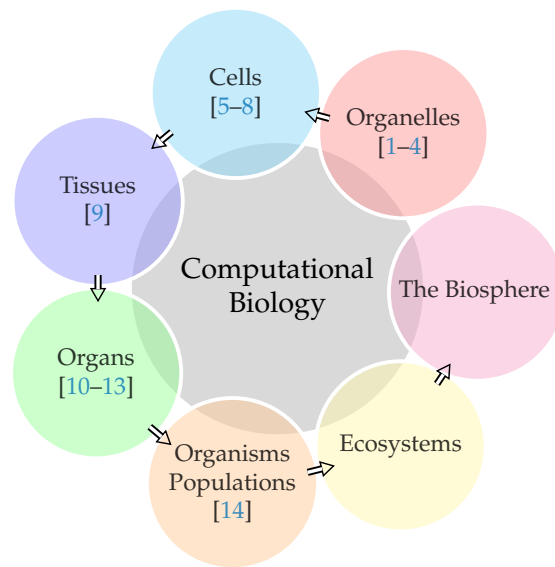 Cells
[5–8]
Organelles
[1–4]
Tissues
[9]
Computational
Biology
The Biosphere
Organs
[10–13]
Organisms
Populations
[14]
Ecosystems